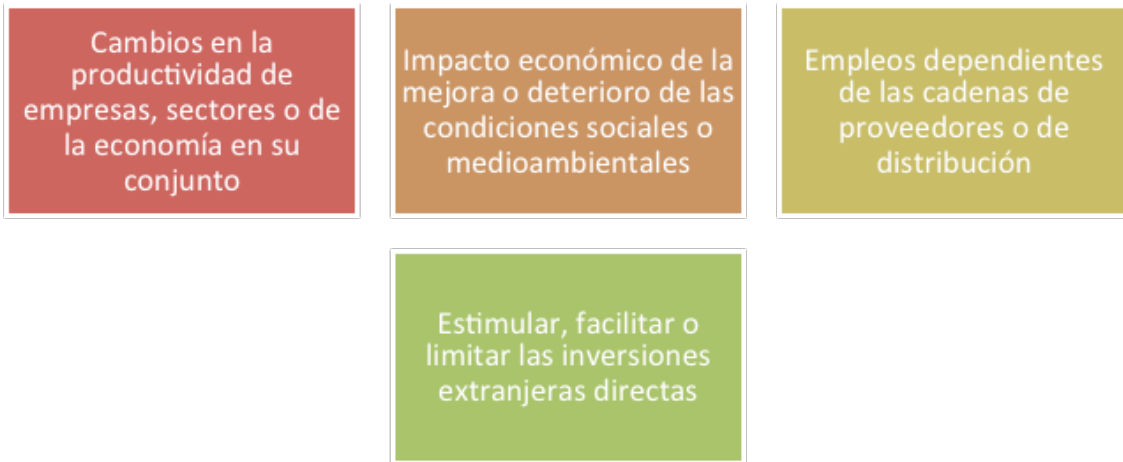 Cambios en la
productividad de
empresas, sectores o de
la economía en su
conjunto
Impacto económico de la
mejora o deterioro de las
condiciones sociales o
medioambientales
Empleos dependientes
de las cadenas de
proveedores o de
distribución
Estimular, facilitar o
limitar las inversiones
extranjeras directas